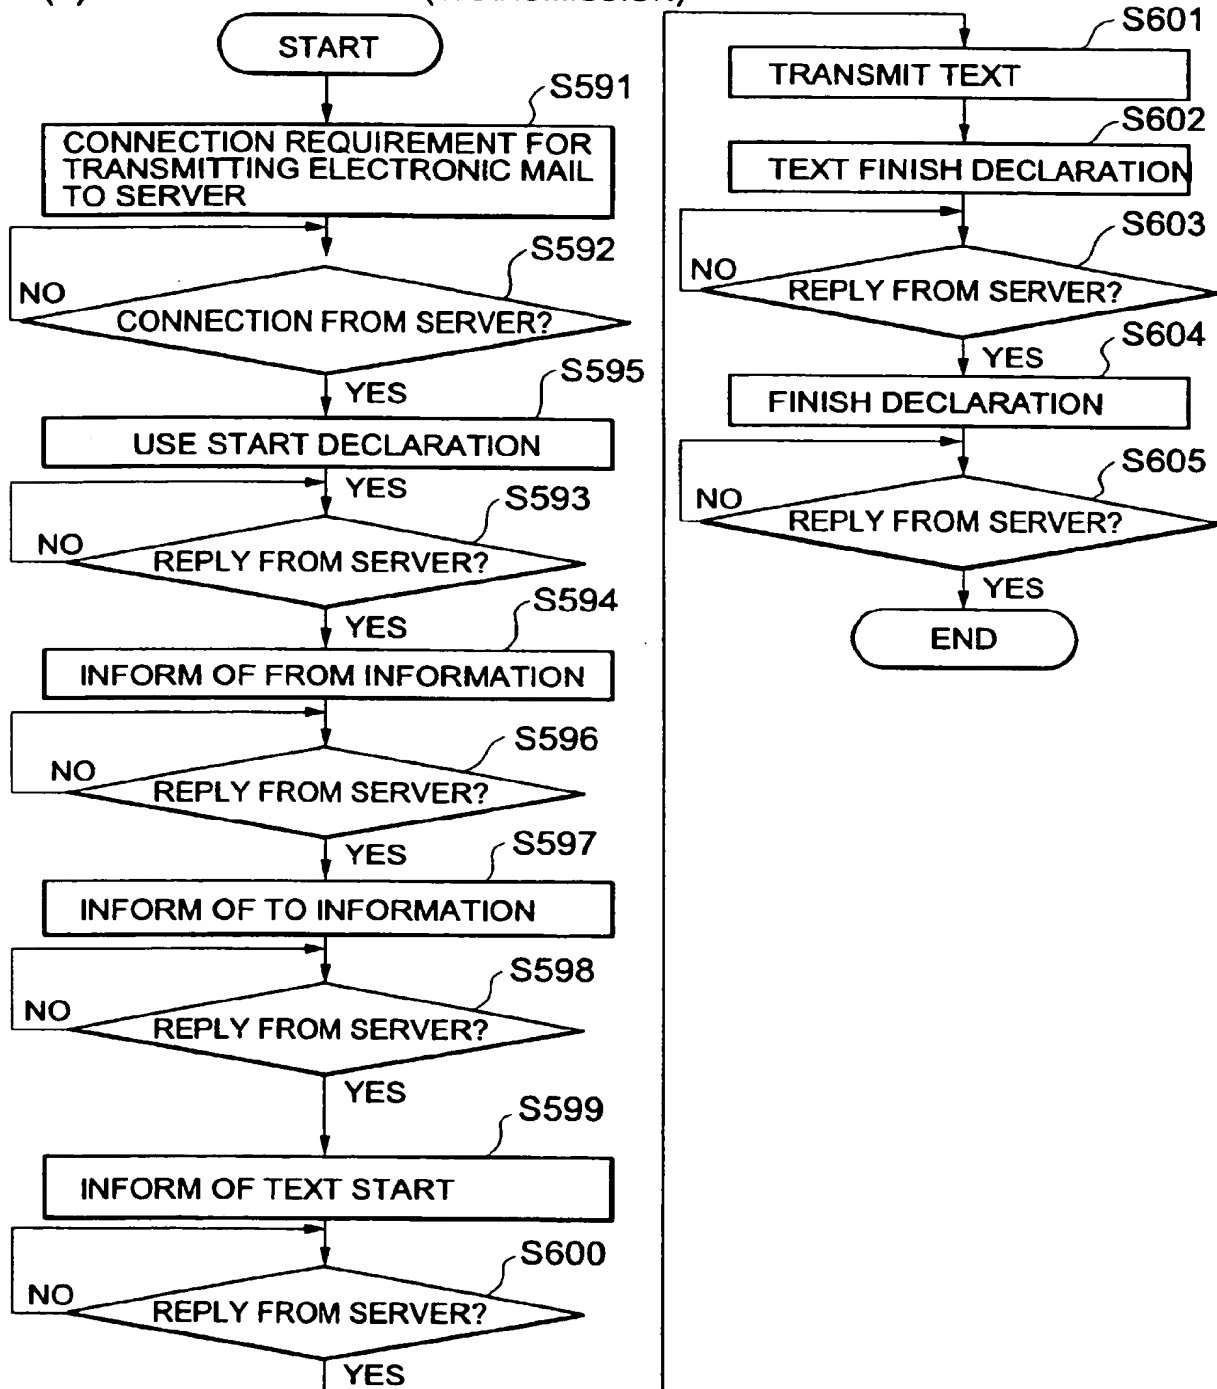 START
S591
CONNECTION REQUIREMENT FOR
TRANSMITTING ELECTRONIC MAIL
TO SERVER
S592
NO
CONNECTION FROM SERVER?
YES
S595
USE START DECLARATION
YES
S593
NO
REPLY FROM SERVER?
YES
S594
INFORM OF FROM INFORMATION
S596
NO
REPLY FROM SERVER?
YES
S597
INFORM OF TO INFORMATION
S598
NO
REPLY FROM SERVER?
YES
S599
INFORM OF TEXT START
S600
NO
REPLY FROM SERVER?
YES
S601
TRANSMIT TEXT
S602
TEXT FINISH DECLARATION
S603
NO
REPLY FROM SERVER?
YES
S604
FINISH DECLARATION
S605
NO
REPLY FROM SERVER?
YES
END